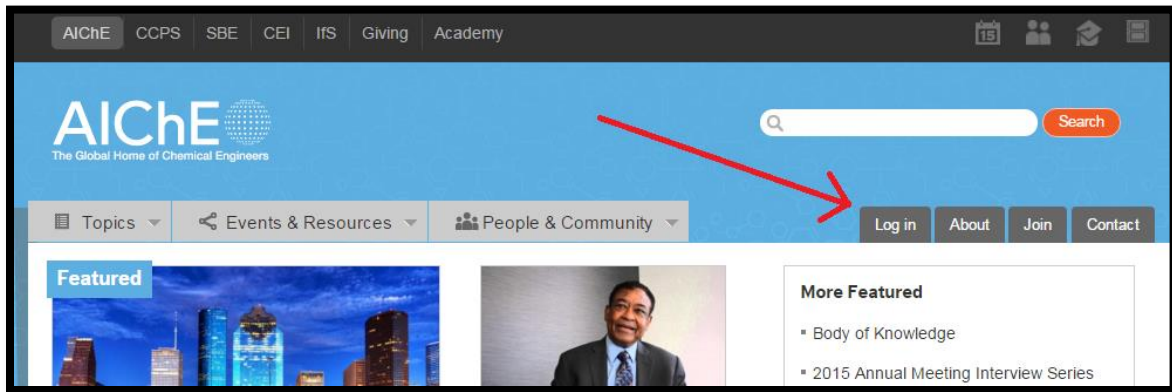 AIChE CCPS SBE CEI IfS Giving Academy
15
AIChE
The Global Home of Chemical Engineers
Search
Topics Events & Resources People & Community
Log in About Join Contact
Featured
More Featured
Body of Knowledge
2015 Annual Meeting Interview Series